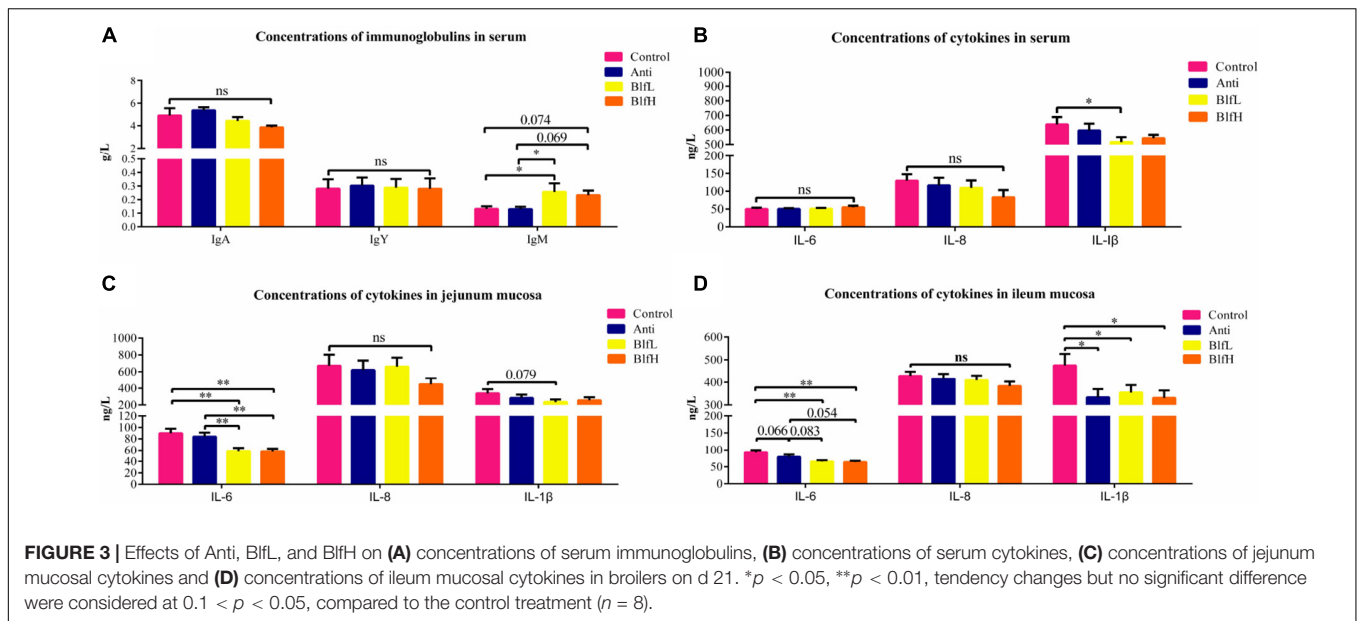 A
Concentrations of immunoglobulins in serum
Control
Anti
BlfL
BlfH
8
6
4
2
0.5
0.4
0.3
0.2
0.1
0.0
g/L
ns
ns
0.074
0.069
*
*
IgA
IgY
IgM
B
Concentrations of cytokines in serum
Control
Anti
BlfL
BlfH
1000
900
800
700
600
500
200
150
100
50
0
ng/L
ns
ns
*
IL-6
IL-8
IL-Iβ
C
Concentrations of cytokines in jejunum mucosa
Control
Anti
BlfL
BlfH
1000
800
600
400
200
120
100
80
60
40
20
0
ng/L
**
**
**
**
ns
0.079
IL-6
IL-8
IL-1β
D
Concentrations of cytokines in ileum mucosa
Control
Anti
BlfL
BlfH
600
500
400
300
200
150
100
50
0
ng/L
**
**
0.054
0.066
0.083
ns
*
*
*
IL-6
IL-8
IL-1β
FIGURE 3 | Effects of Anti, BlfL, and BlfH on (A) concentrations of serum immunoglobulins, (B) concentrations of serum cytokines, (C) concentrations of jejunum
mucosal cytokines and (D) concentrations of ileum mucosal cytokines in broilers on d 21. *p < 0.05, **p < 0.01, tendency changes but no significant difference
were considered at 0.1 < p < 0.05, compared to the control treatment (n = 8).